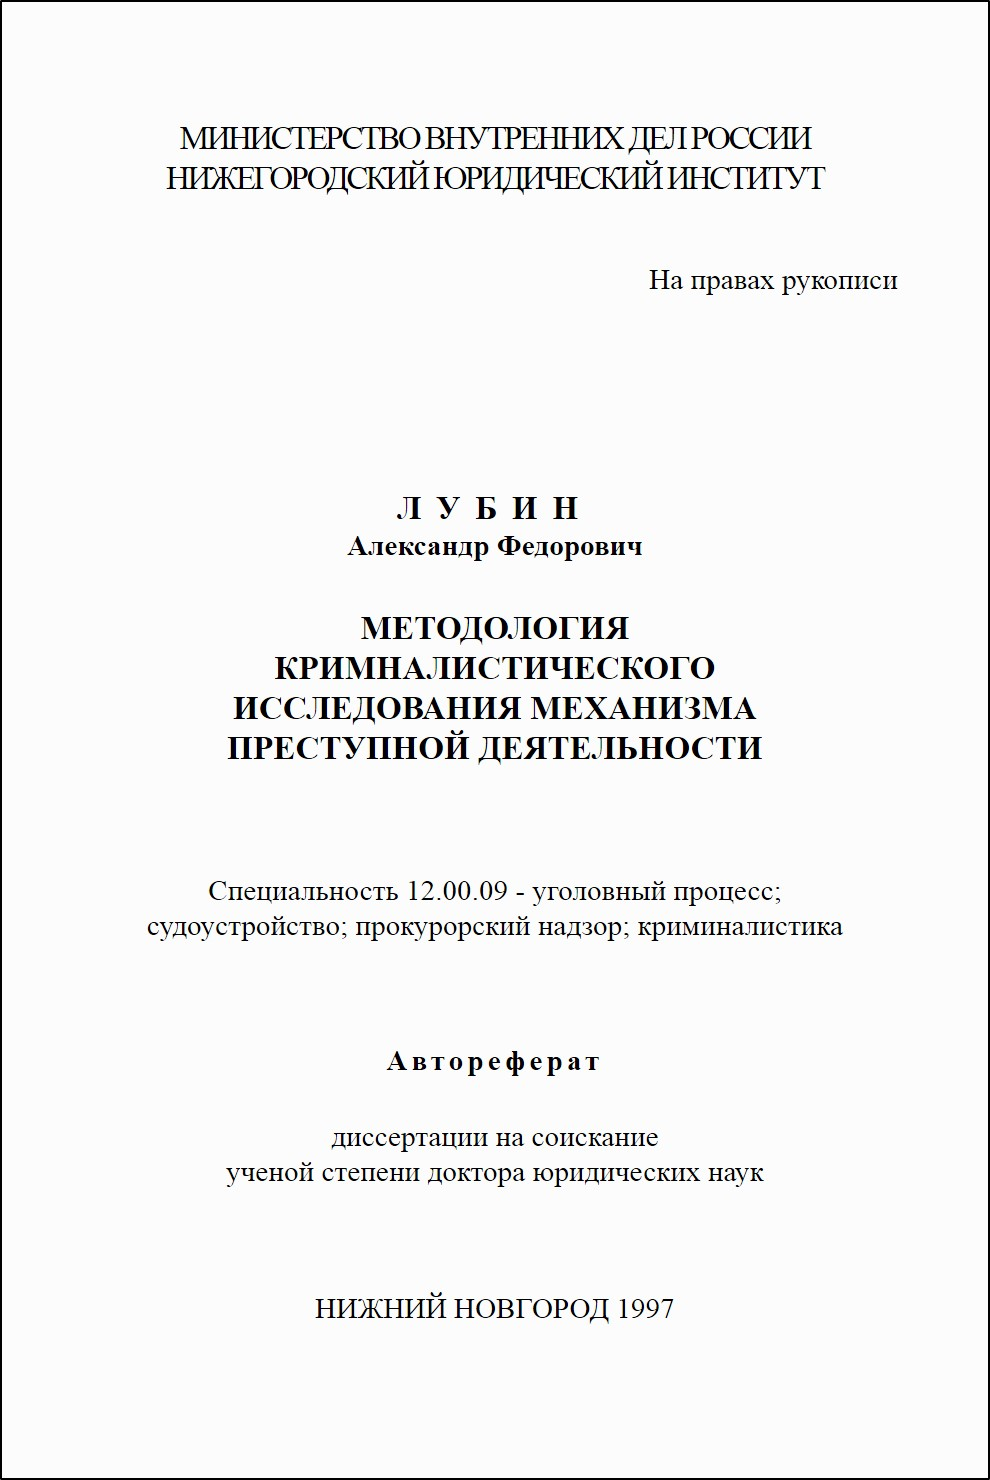 МИНИСТЕРСТВО ВНУТРЕННИХ ДЕЛ РОССИИ
НИЖЕГОРОДСКИЙ ЮРИДИЧЕСКИЙ ИНСТИТУТ
На правах рукописи
Л У Б И Н
Александр Федорович
МЕТОДОЛОГИЯ
КРИМНАЛИСТИЧЕСКОГО
ИССЛЕДОВАНИЯ МЕХАНИЗМА
ПРЕСТУПНОЙ ДЕЯТЕЛЬНОСТИ
Специальность 12.00.09 - уголовный процесс;
судоустройство; прокурорский надзор; криминалистика
Автореферат
диссертации на соискание
ученой степени доктора юридических наук
НИЖНИЙ НОВГОРОД 1997